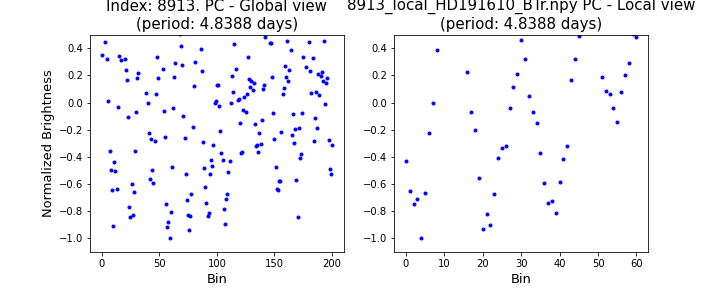 Index: 8913. PC - Global view
(period: 4.8388 days)
8913_local_HD191610_BTr.npy PC - Local view
(period: 4.8388 days)
Normalized Brightness
0.4
0.2
0.0
−0.2
−0.4
−0.6
−0.8
−1.0
0 50 100 150 200
Bin
0.4
0.2
0.0
−0.2
−0.4
−0.6
−0.8
−1.0
0 10 20 30 40 50 60
Bin